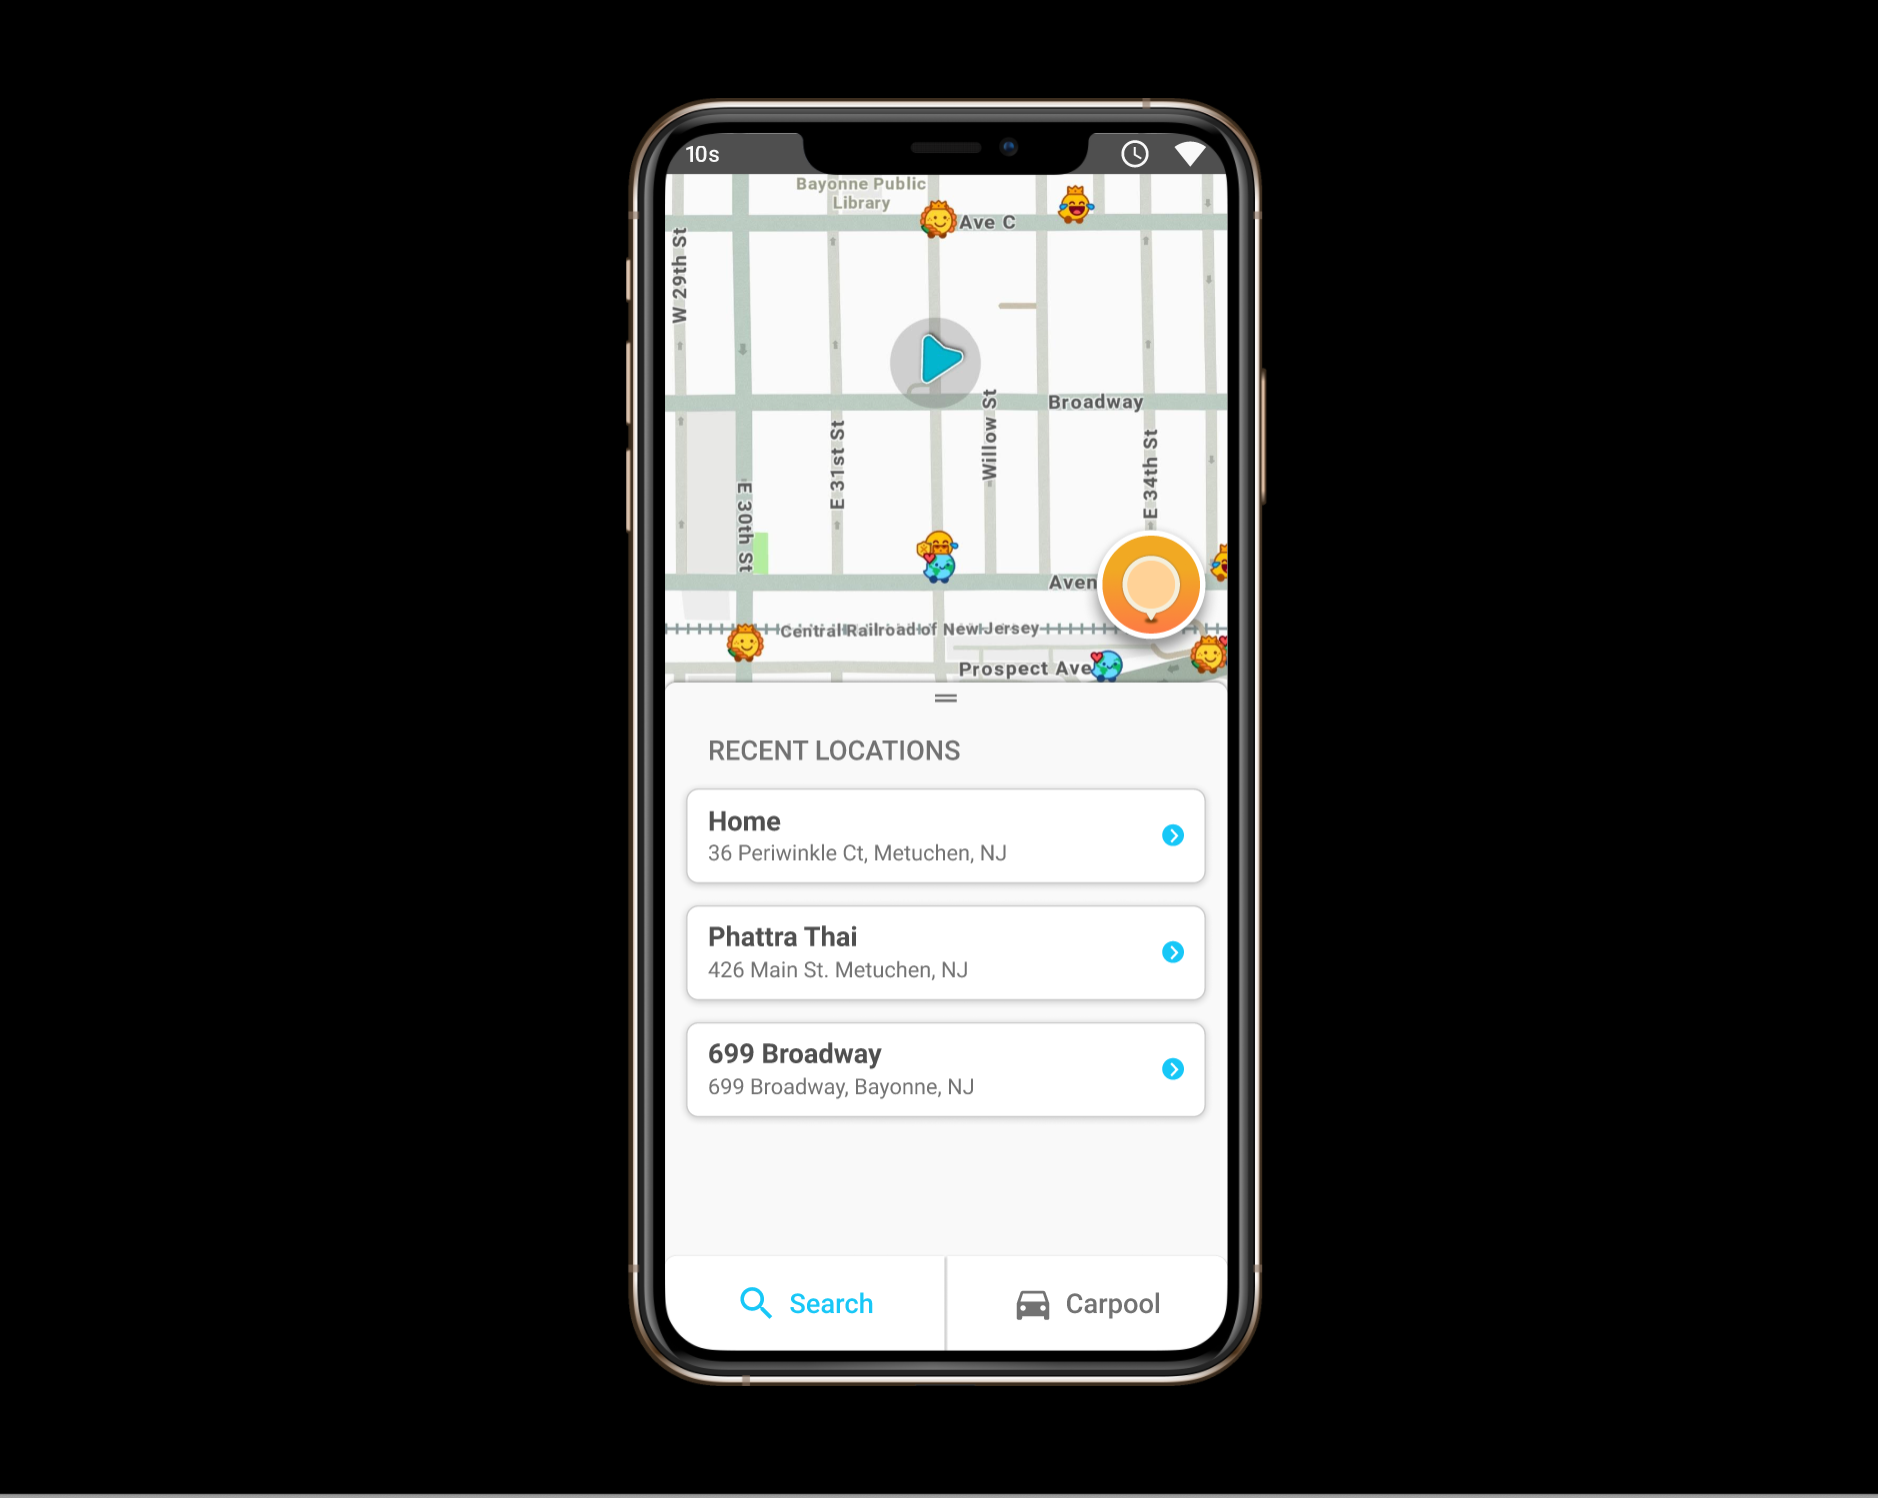 10s
Bayonne Public
Library
Ave C
W 29th St
Broadway
Willow St
E 31st St
E 34th St
E 30th St
Aven
Central Railroad of New Jersey
Prospect Ave
RECENT LOCATIONS
Home
36 Periwinkle Ct, Metuchen, NJ
Phattra Thai
426 Main St. Metuchen, NJ
699 Broadway
699 Broadway, Bayonne, NJ
Search
Carpool